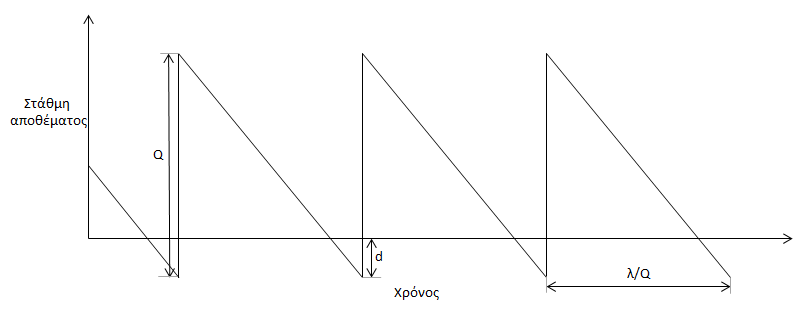 Στάθμη
αποθέματος
Q
d
λ/Q
Χρόνος